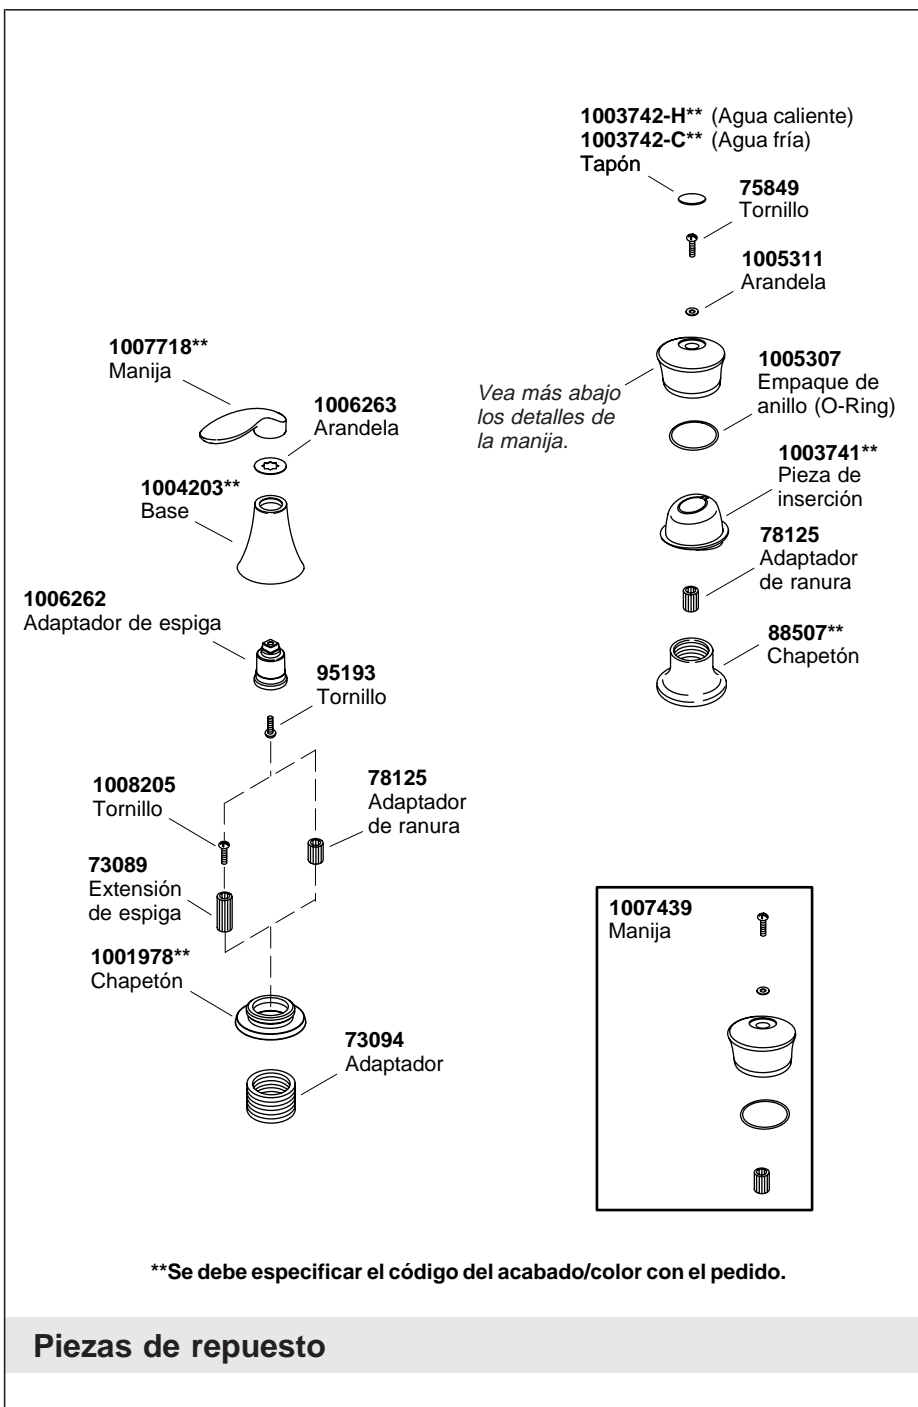 1003742-H** (Agua caliente)
1003742-C** (Agua fría)
Tapón
75849
Tornillo
1005311
Arandela
1007718**
Manija
Vea más abajo
los detalles de
la manija.
1005307
Empaque de
anillo (O-Ring)
1006263
Arandela
1003741**
Pieza de
inserción
1004203**
Base
78125
Adaptador
de ranura
1006262
Adaptador de espiga
88507**
Chapetón
95193
Tornillo
1008205
Tornillo
78125
Adaptador
de ranura
73089
Extensión
de espiga
1001978**
Chapetón
73094
Adaptador
1007439
Manija
**Se debe especificar el código del acabado/color con el pedido.
Piezas de repuesto